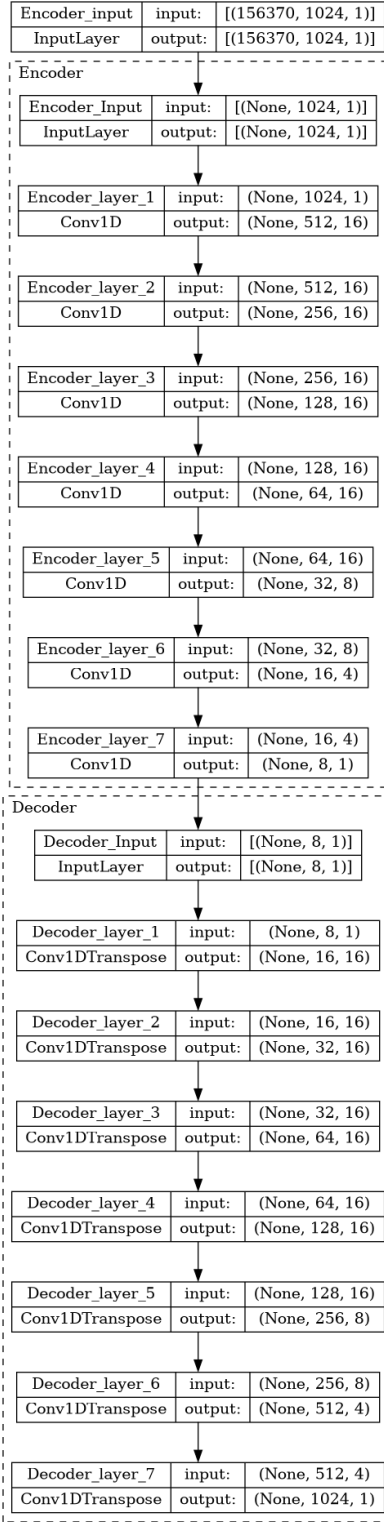 Encoder_input input: [(156370, 1024, 1)]
InputLayer output: [(156370, 1024, 1)]
Encoder
Encoder_Input input: [(None, 1024, 1)]
InputLayer output: [(None, 1024, 1)]
Encoder_layer_1 input: (None, 1024, 1)
Conv1D output: (None, 512, 16)
Encoder_layer_2 input: (None, 512, 16)
Conv1D output: (None, 256, 16)
Encoder_layer_3 input: (None, 256, 16)
Conv1D output: (None, 128, 16)
Encoder_layer_4 input: (None, 128, 16)
Conv1D output: (None, 64, 16)
Encoder_layer_5 input: (None, 64, 16)
Conv1D output: (None, 32, 8)
Encoder_layer_6 input: (None, 32, 8)
Conv1D output: (None, 16, 4)
Encoder_layer_7 input: (None, 16, 4)
Conv1D output: (None, 8, 1)
Decoder
Decoder_Input input: [(None, 8, 1)]
InputLayer output: [(None, 8, 1)]
Decoder_layer_1 input: (None, 8, 1)
Conv1DTranspose output: (None, 16, 16)
Decoder_layer_2 input: (None, 16, 16)
Conv1DTranspose output: (None, 32, 16)
Decoder_layer_3 input: (None, 32, 16)
Conv1DTranspose output: (None, 64, 16)
Decoder_layer_4 input: (None, 64, 16)
Conv1DTranspose output: (None, 128, 16)
Decoder_layer_5 input: (None, 128, 16)
Conv1DTranspose output: (None, 256, 8)
Decoder_layer_6 input: (None, 256, 8)
Conv1DTranspose output: (None, 512, 4)
Decoder_layer_7 input: (None, 512, 4)
Conv1DTranspose output: (None, 1024, 1)